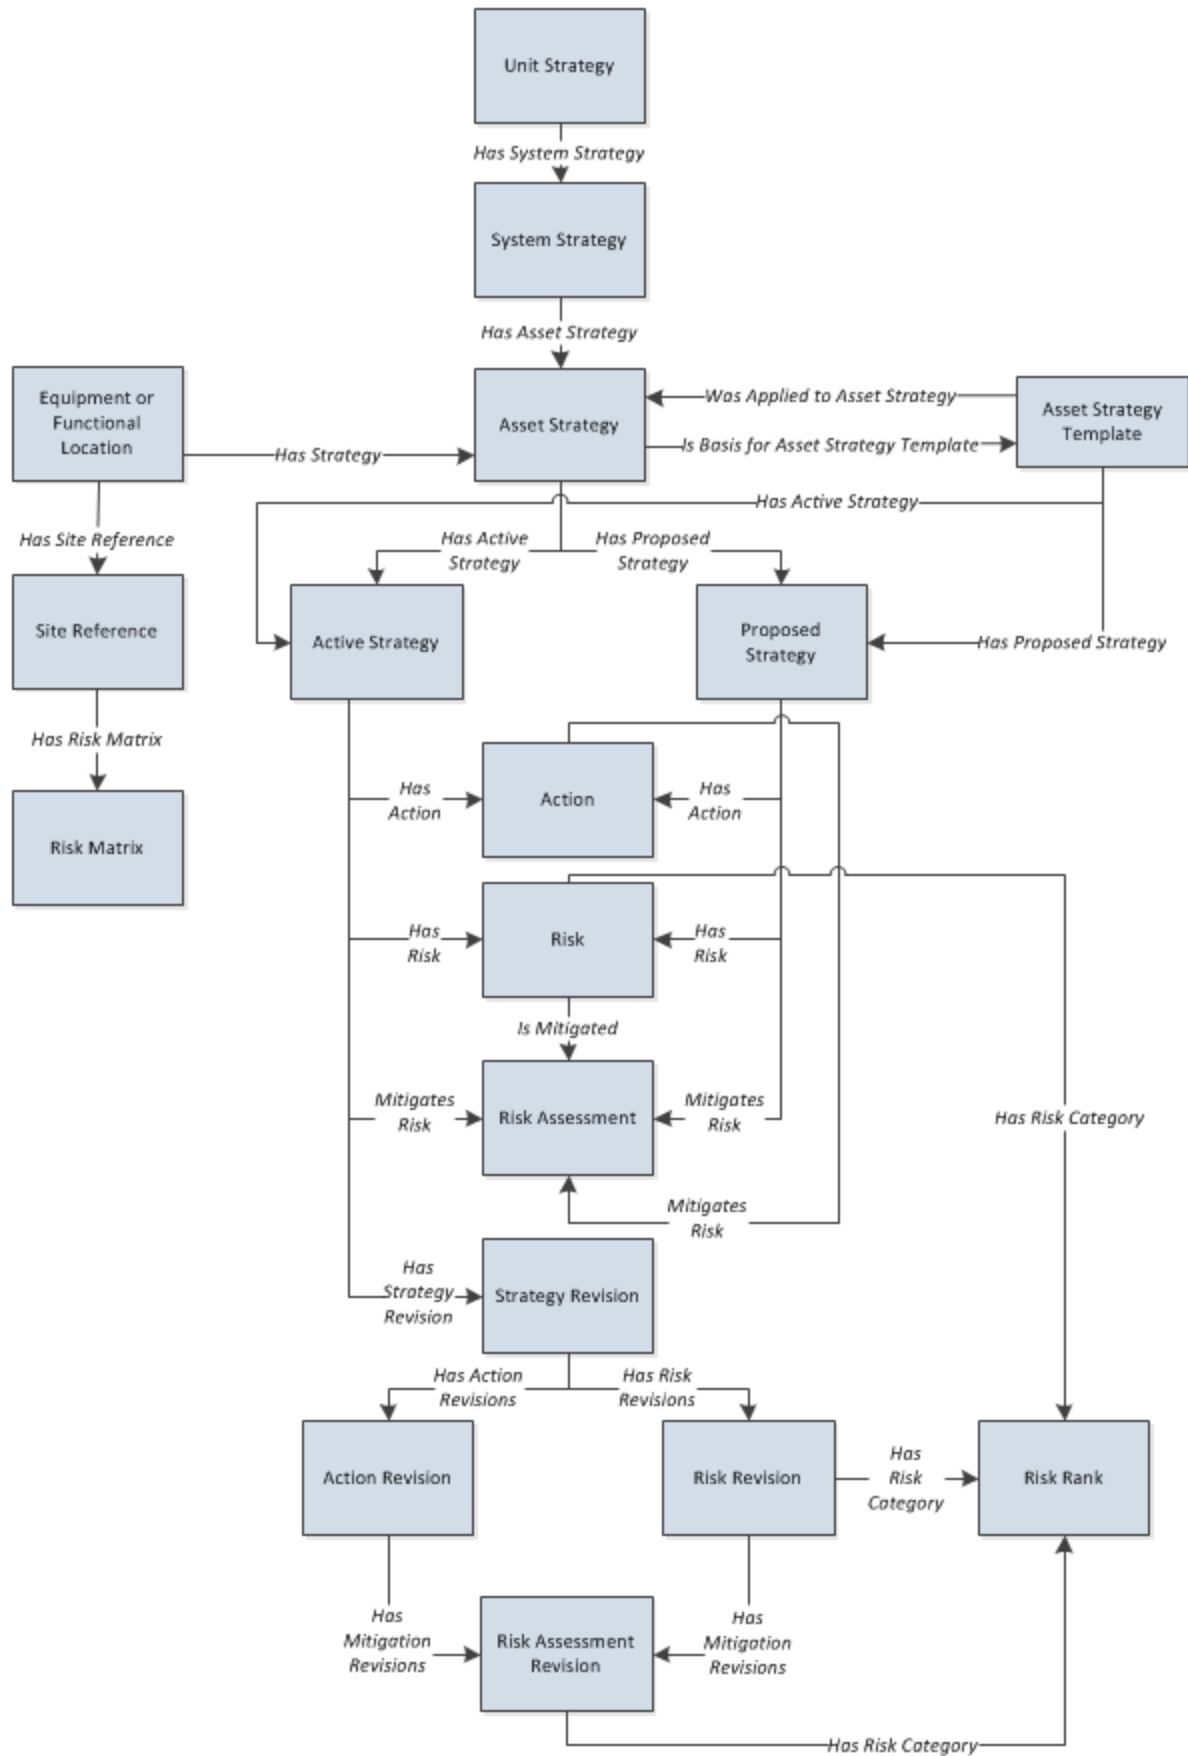 Unit Strategy
Has System Strategy
System Strategy
Has Asset Strategy
Equipment or
Functional
Location
Asset Strategy
Was Applied to Asset Strategy
Is Basis for Asset Strategy Template
Asset Strategy
Template
Has Strategy
Has Active Strategy
Has Site Reference
Has Active
Strategy
Has Proposed
Strategy
Site Reference
Active Strategy
Proposed
Strategy
Has Proposed Strategy
Has Risk Matrix
Risk Matrix
Has
Action
Action
Has
Action
Has
Risk
Risk
Has
Risk
Is Mitigated
Mitigates
Risk
Risk Assessment
Mitigates
Risk
Has Risk Category
Mitigates
Risk
Has
Strategy
Revision
Strategy Revision
Has Action
Revisions
Has Risk
Revisions
Action Revision
Risk Revision
Has
Risk
Category
Risk Rank
Has
Mitigation
Revisions
Risk Assessment
Revision
Has
Mitigation
Revisions
Has Risk Category